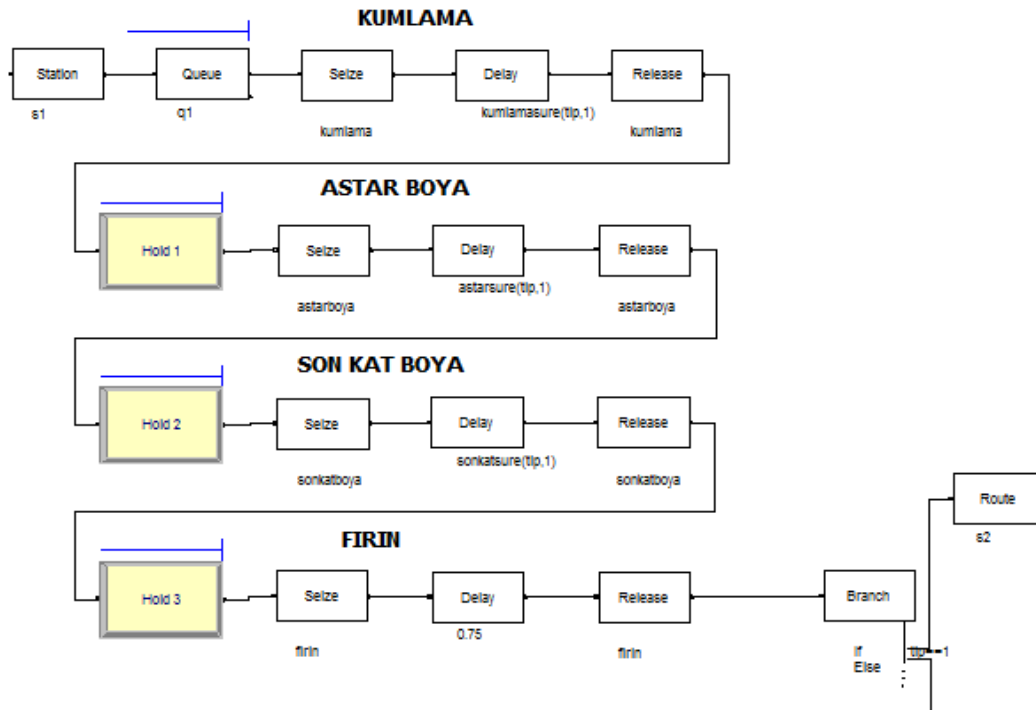 KUMLAMA
Station
Queue
Seize
Delay
Release
s1
q1
kumlama
kumlamasure(tip,1)
kumlama
ASTAR BOYA
Hold 1
Seize
Delay
Release
astarboya
astarsure(tip,1)
astarboya
SON KAT BOYA
Hold 2
Seize
Delay
Release
sonkatboya
sonkatsure(tip,1)
sonkatboya
Route
s2
FIRIN
Hold 3
Seize
Delay
Release
Branch
firin
0.75
firin
If
tip==1
Else